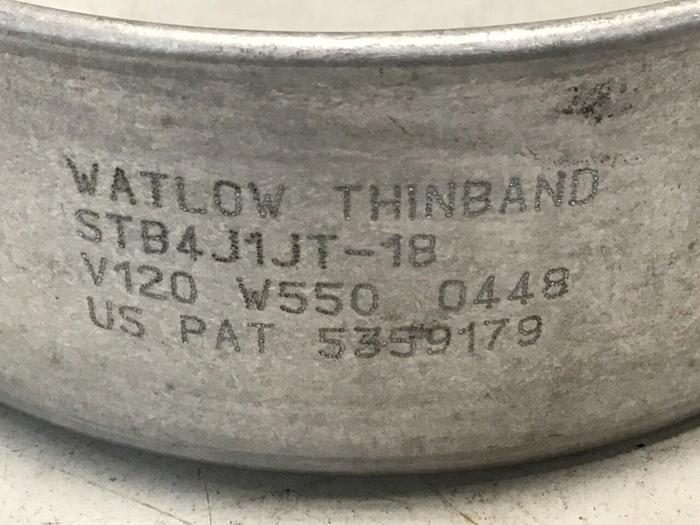 WATLOW THINBAND
STB4J1JT-18
V120 W550 0448
US PAT 5359179